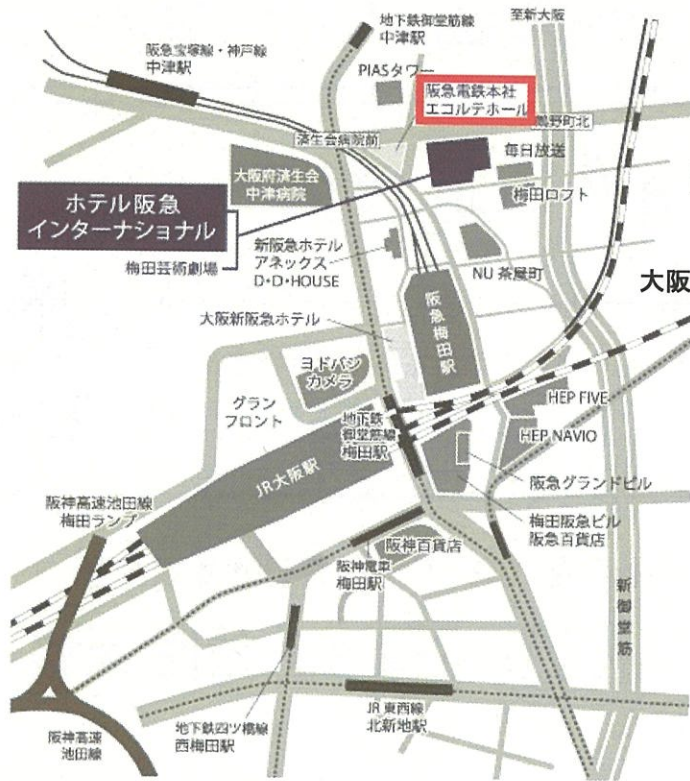 地下鉄御堂筋線
中津駅
至新大阪
阪急宝塚線・神戸線
中津駅
PIASタワー
阪急電鉄本社
エコルテホール
鶴野町北
済生会病院前
毎日放送
大阪府済生会
中津病院
梅田ロフト
ホテル阪急
インターナショナル
梅田芸術劇場
新阪急ホテル
アネックス
D・D・HOUSE
NU 茶屋町
大阪
阪急梅田駅
大阪新阪急ホテル
ヨドバシ
カメラ
グラン
フロント
地下鉄
御堂筋線
梅田駅
HEP FIVE
HEP NAVIO
JR大阪駅
阪急グランドビル
阪神高速池田線
梅田ランプ
梅田阪急ビル
阪急百貨店
阪神百貨店
阪神電車
梅田駅
新御堂筋
地下鉄四ツ橋線
西梅田駅
JR 東西線
北新地駅
阪神高速
池田線